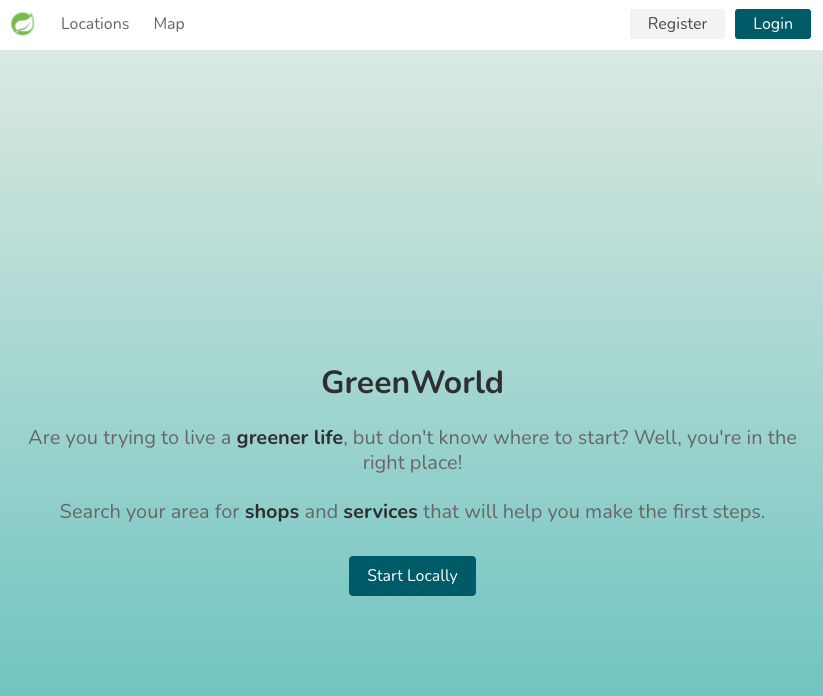 Locations Map Register Login
GreenWorld
Are you trying to live a greener life, but don't know where to start? Well, you're in the
right place!
Search your area for shops and services that will help you make the first steps.
Start Locally